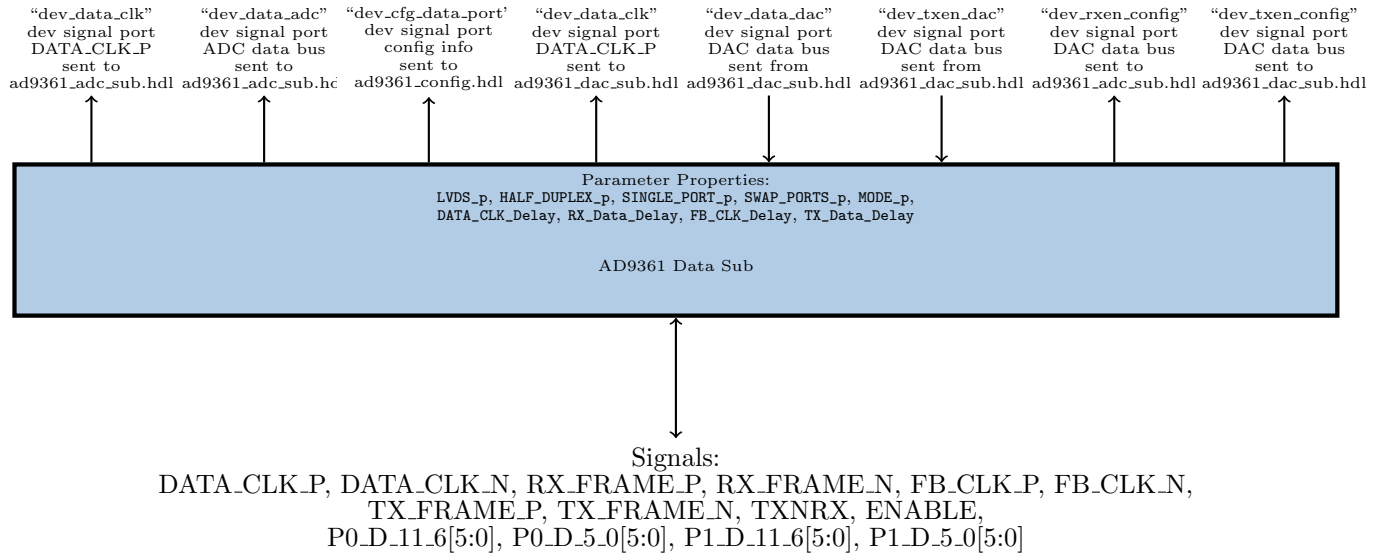 “dev_data_clk”
dev signal port
DATA_CLK_P
sent to
ad9361_adc_sub.hdl
“dev_data_adc”
dev signal port
ADC data bus
sent to
ad9361_adc_sub.hd
“dev_cfg_data_port’
dev signal port
config info
sent to
ad9361_config.hdl
“dev_data_clk”
dev signal port
DATA_CLK_P
sent to
ad9361_dac_sub.hdl
“dev_data_dac”
dev signal port
DAC data bus
sent from
ad9361_dac_sub.hdl
“dev_txen_dac”
dev signal port
DAC data bus
sent from
ad9361_dac_sub.hdl
“dev_rxen_config”
dev signal port
DAC data bus
sent to
ad9361_adc_sub.hdl
“dev_txen_config”
dev signal port
DAC data bus
sent to
ad9361_dac_sub.hdl
Parameter Properties:
LVDS_p, HALF_DUPLEX_p, SINGLE_PORT_p, SWAP_PORTS_p, MODE_p,
DATA_CLK_Delay, RX_Data_Delay, FB_CLK_Delay, TX_Data_Delay
AD9361 Data Sub
Signals:
DATA_CLK_P, DATA_CLK_N, RX_FRAME_P, RX_FRAME_N, FB_CLK_P, FB_CLK_N,
TX_FRAME_P, TX_FRAME_N, TXNRX, ENABLE,
P0_D_11_6[5:0], P0_D_5_0[5:0], P1_D_11_6[5:0], P1_D_5_0[5:0]